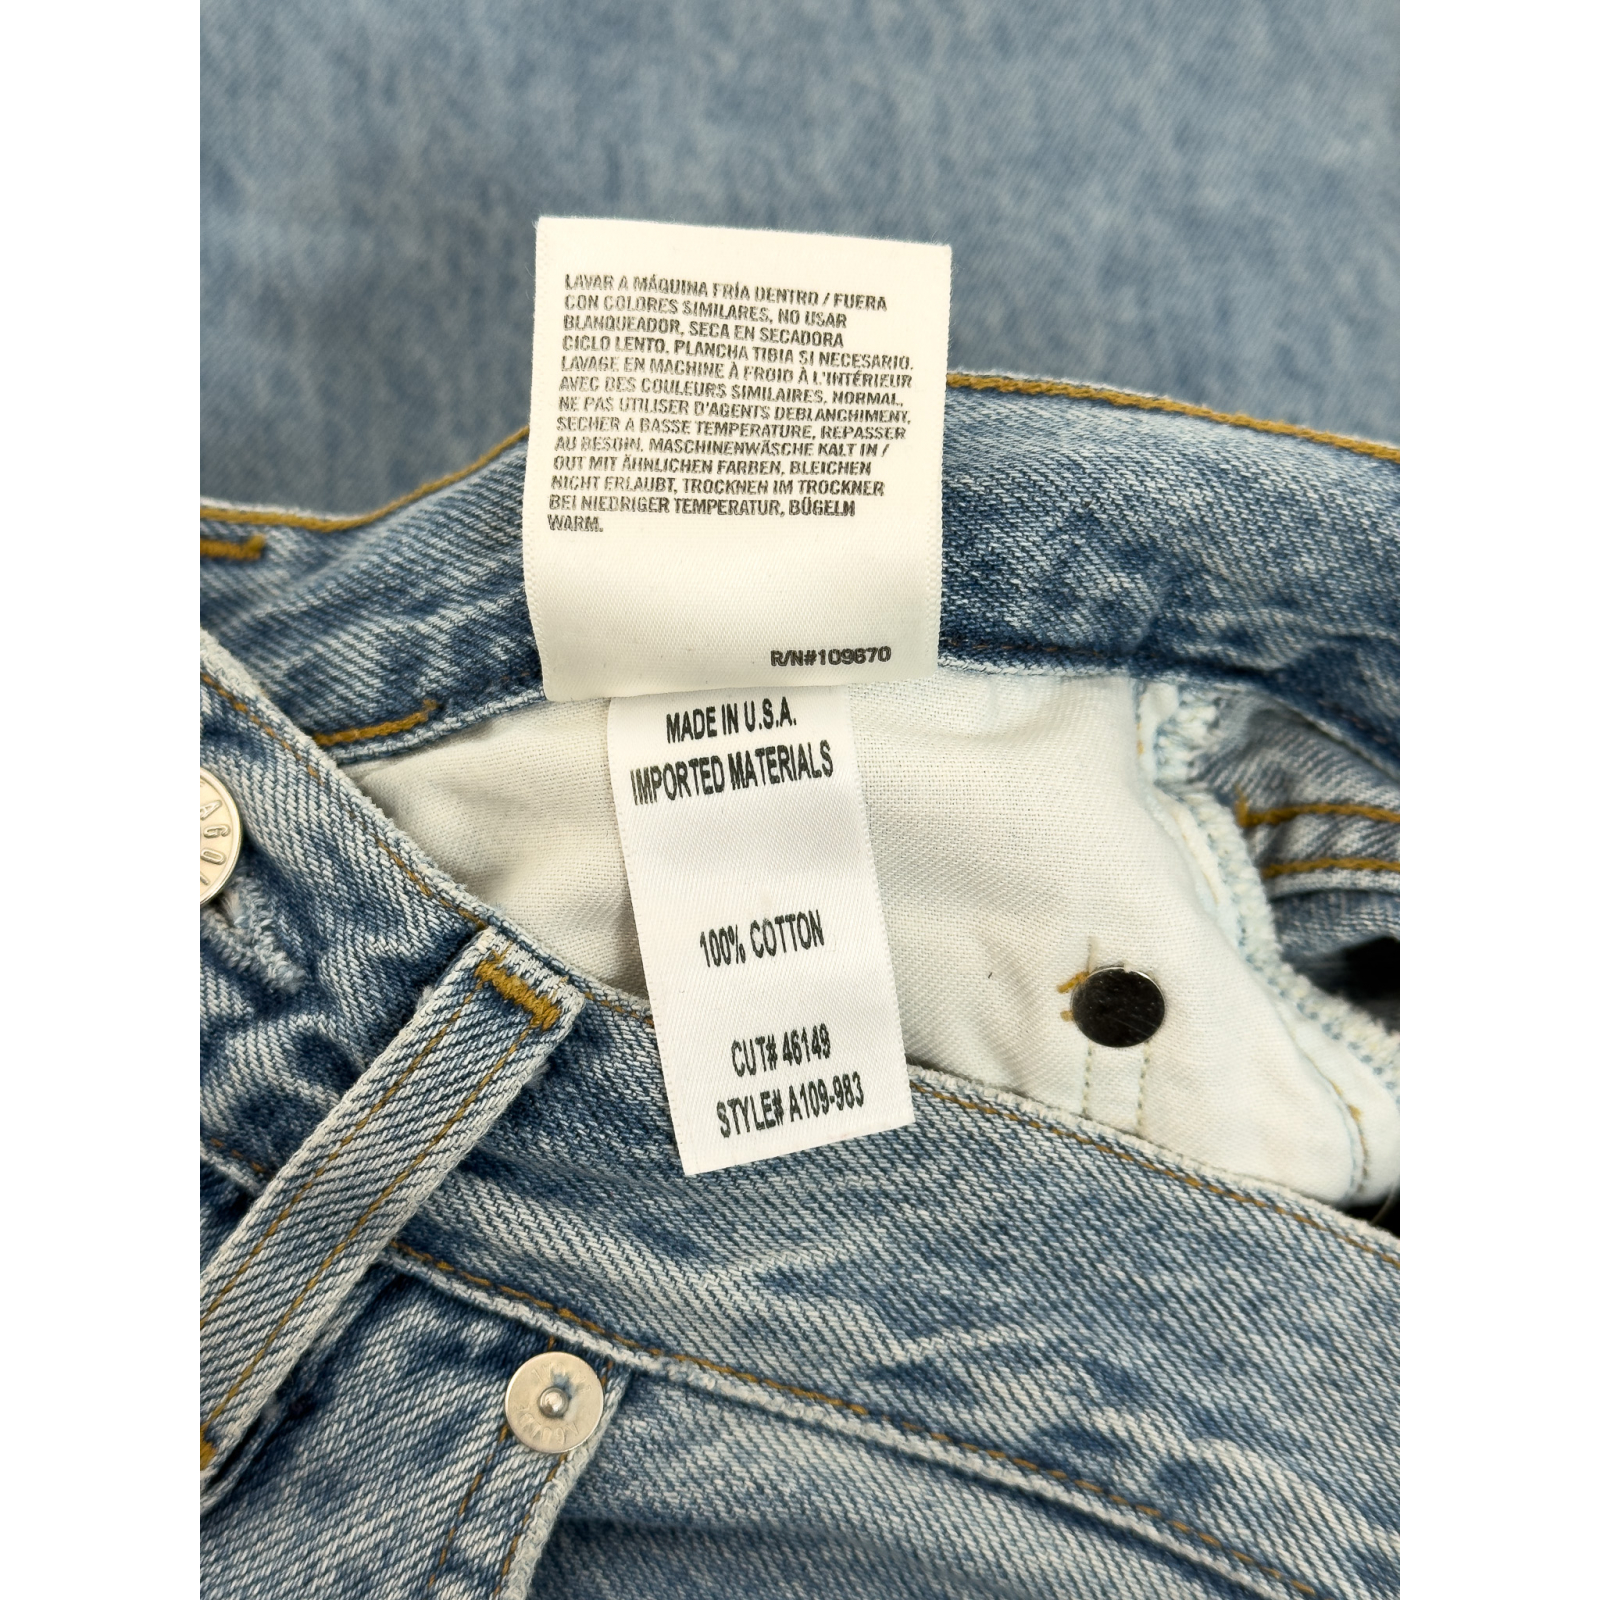 LAVAR A MÁQUINA FRÍA DENTRO / FUERA
CON COLORES SIMILARES, NO USAR
BLANQUEADOR, SECA EN SECADORA
CICLO LENTO. PLANCHA TIBIA SI NECESARIO.
LAVAGE EN MACHINE À FROID À L'INTÉRIEUR
AVEC DES COULEURS SIMILAIRES, NORMAL,
NE PAS UTILISER D'AGENTS DEBLANCHIMENT,
SECHER A BASSE TEMPERATURE, REPASSER
AU BESOIN. MASCHINENWÄSCHE KALT IN /
OUT MIT ÄHNLICHEN FARBEN, BLEICHEN
NICHT ERLAUBT, TROCKNEN IM TROCKNER
BEI NIEDRIGER TEMPERATUR, BÜGELM
WARM.
R/N#109670
MADE IN U.S.A.
IMPORTED MATERIALS
100% COTTON
CUT# 46149
STYLE# A109-983